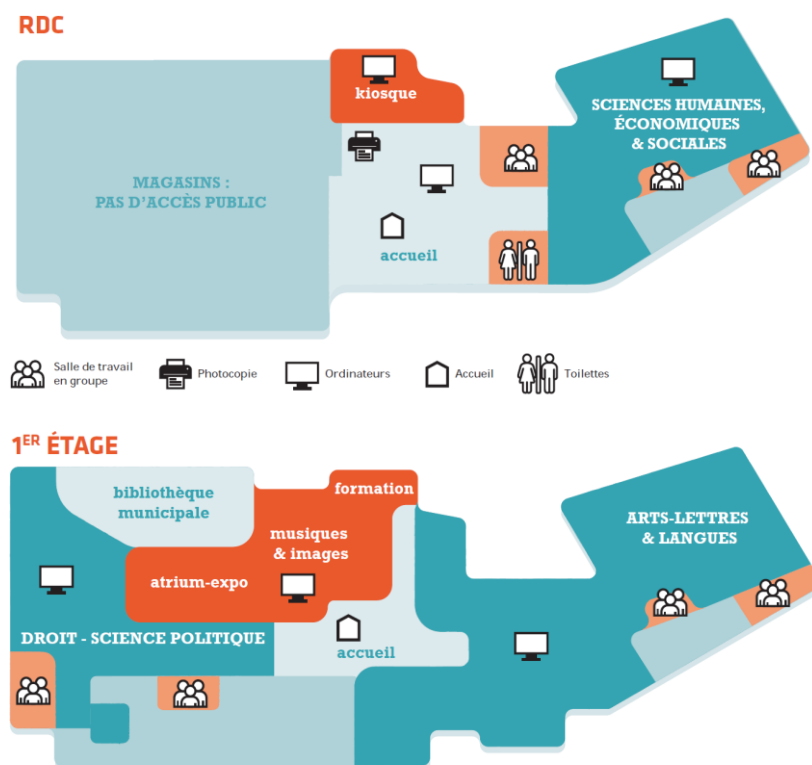 RDC
kiosque
SCIENCES HUMAINES,
ÉCONOMIQUES
& SOCIALES
MAGASINS :
PAS D'ACCÈS PUBLIC
accueil
Salle de travail
en groupe
Photocopie
Ordinateurs
Accueil
Toilettes
1ER ÉTAGE
bibliothèque
municipale
formation
musiques
& images
ARTS-LETTRES
& LANGUES
atrium-expo
DROIT - SCIENCE POLITIQUE
accueil